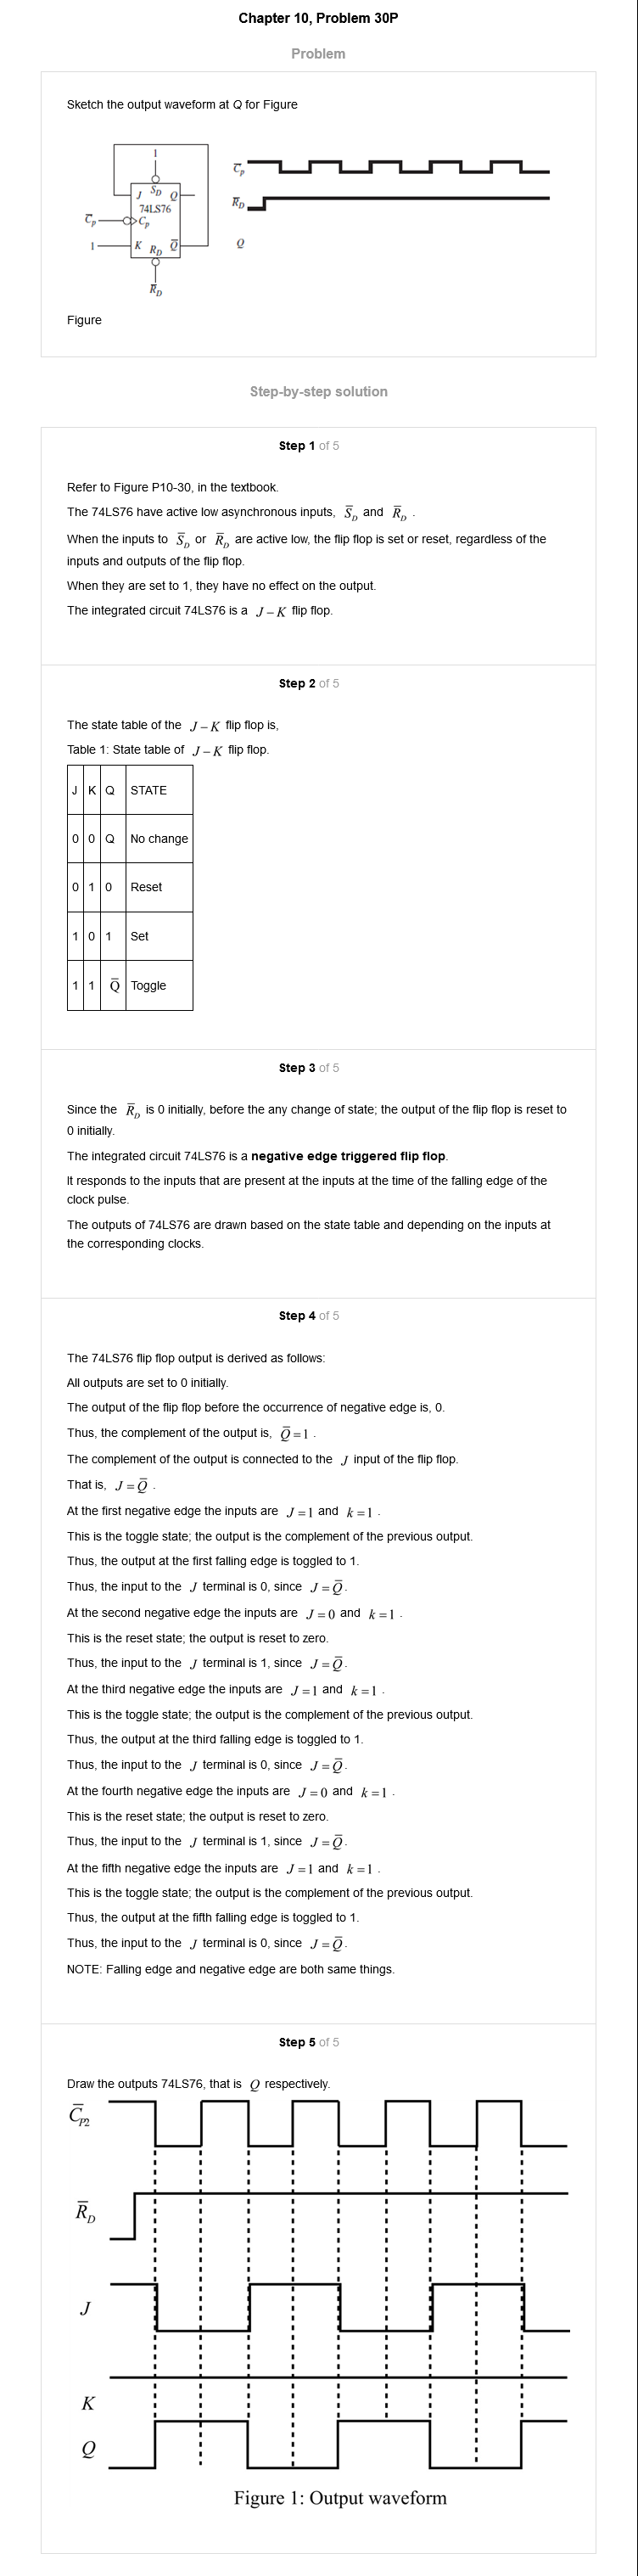 Chapter 10, Problem 30P
Problem
Sketch the output waveform at Q for Figure
1
J S_D Q
74LS76
C̅p C_p
1 K R_D Q̅
R̅_D
C̅p
R̅_D
Q
Figure
Step-by-step solution
Step 1 of 5
Refer to Figure P10-30, in the textbook.
The 74LS76 have active low asynchronous inputs, S̅_D and R̅_D .
When the inputs to S̅_D or R̅_D are active low, the flip flop is set or reset, regardless of the
inputs and outputs of the flip flop.
When they are set to 1, they have no effect on the output.
The integrated circuit 74LS76 is a J – K flip flop.
Step 2 of 5
The state table of the J – K flip flop is,
Table 1: State table of J – K flip flop.
J K Q STATE
0 0 Q No change
0 1 0 Reset
1 0 1 Set
1 1 Q̅ Toggle
Step 3 of 5
Since the R̅_D is 0 initially, before the any change of state; the output of the flip flop is reset to
0 initially.
The integrated circuit 74LS76 is a negative edge triggered flip flop.
It responds to the inputs that are present at the inputs at the time of the falling edge of the
clock pulse.
The outputs of 74LS76 are drawn based on the state table and depending on the inputs at
the corresponding clocks.
Step 4 of 5
The 74LS76 flip flop output is derived as follows:
All outputs are set to 0 initially.
The output of the flip flop before the occurrence of negative edge is, 0.
Thus, the complement of the output is, Q̅ = 1 .
The complement of the output is connected to the J input of the flip flop.
That is, J = Q̅ .
At the first negative edge the inputs are J = 1 and k = 1 .
This is the toggle state; the output is the complement of the previous output.
Thus, the output at the first falling edge is toggled to 1.
Thus, the input to the J terminal is 0, since J = Q̅.
At the second negative edge the inputs are J = 0 and k = 1 .
This is the reset state; the output is reset to zero.
Thus, the input to the J terminal is 1, since J = Q̅.
At the third negative edge the inputs are J = 1 and k = 1 .
This is the toggle state; the output is the complement of the previous output.
Thus, the output at the third falling edge is toggled to 1.
Thus, the input to the J terminal is 0, since J = Q̅.
At the fourth negative edge the inputs are J = 0 and k = 1 .
This is the reset state; the output is reset to zero.
Thus, the input to the J terminal is 1, since J = Q̅.
At the fifth negative edge the inputs are J = 1 and k = 1 .
This is the toggle state; the output is the complement of the previous output.
Thus, the output at the fifth falling edge is toggled to 1.
Thus, the input to the J terminal is 0, since J = Q̅.
NOTE: Falling edge and negative edge are both same things.
Step 5 of 5
Draw the outputs 74LS76, that is Q respectively.
C̅_P2
R̅_D
J
K
Q
Figure 1: Output waveform